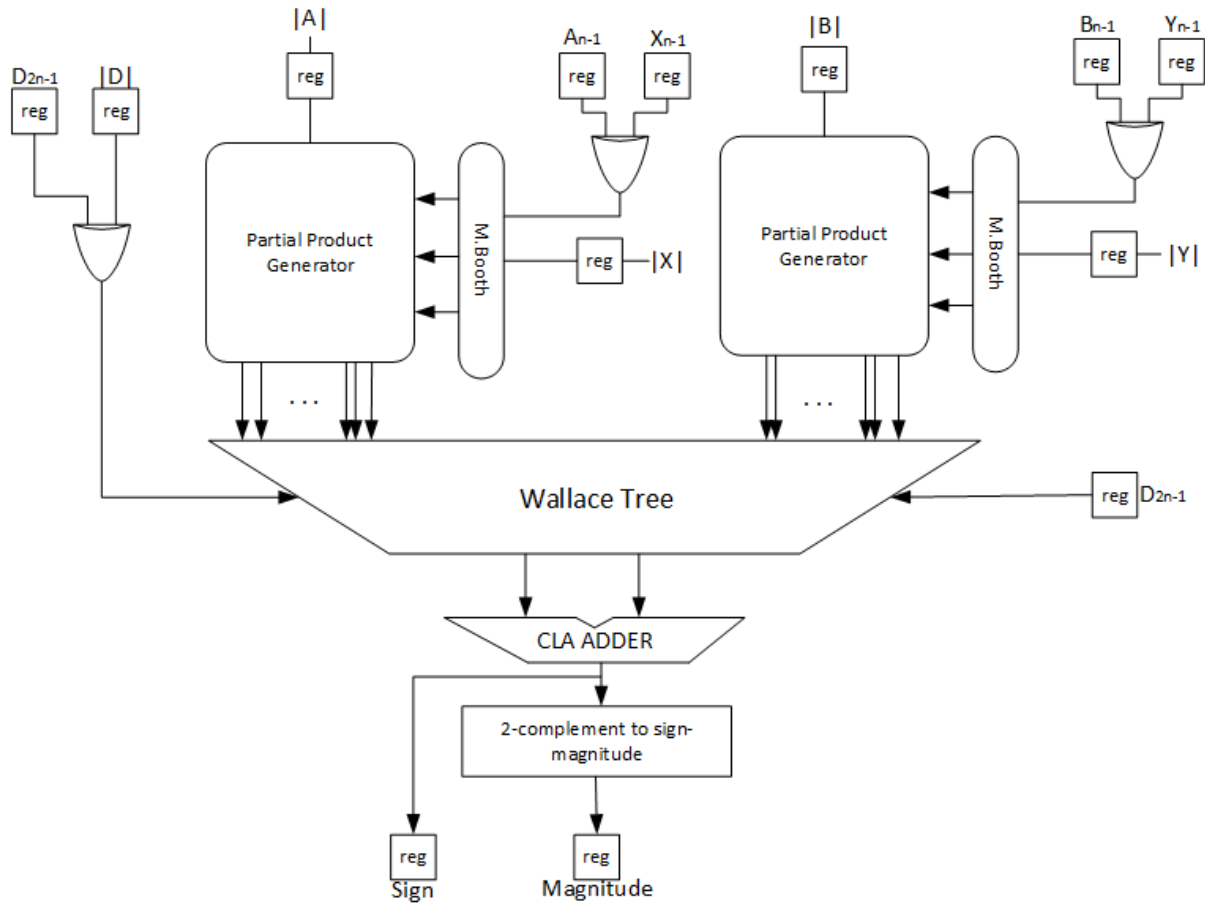 |A|
An-1
Xn-1
|B|
Bn-1
Yn-1
D2n-1
|D|
reg
reg
reg
reg
reg
reg
reg
reg
Partial Product
Generator
M.Booth
reg
|X|
Partial Product
Generator
M.Booth
reg
|Y|
. . .
. . .
Wallace Tree
reg
D2n-1
CLA ADDER
2-complement to sign-
magnitude
reg
Sign
reg
Magnitude